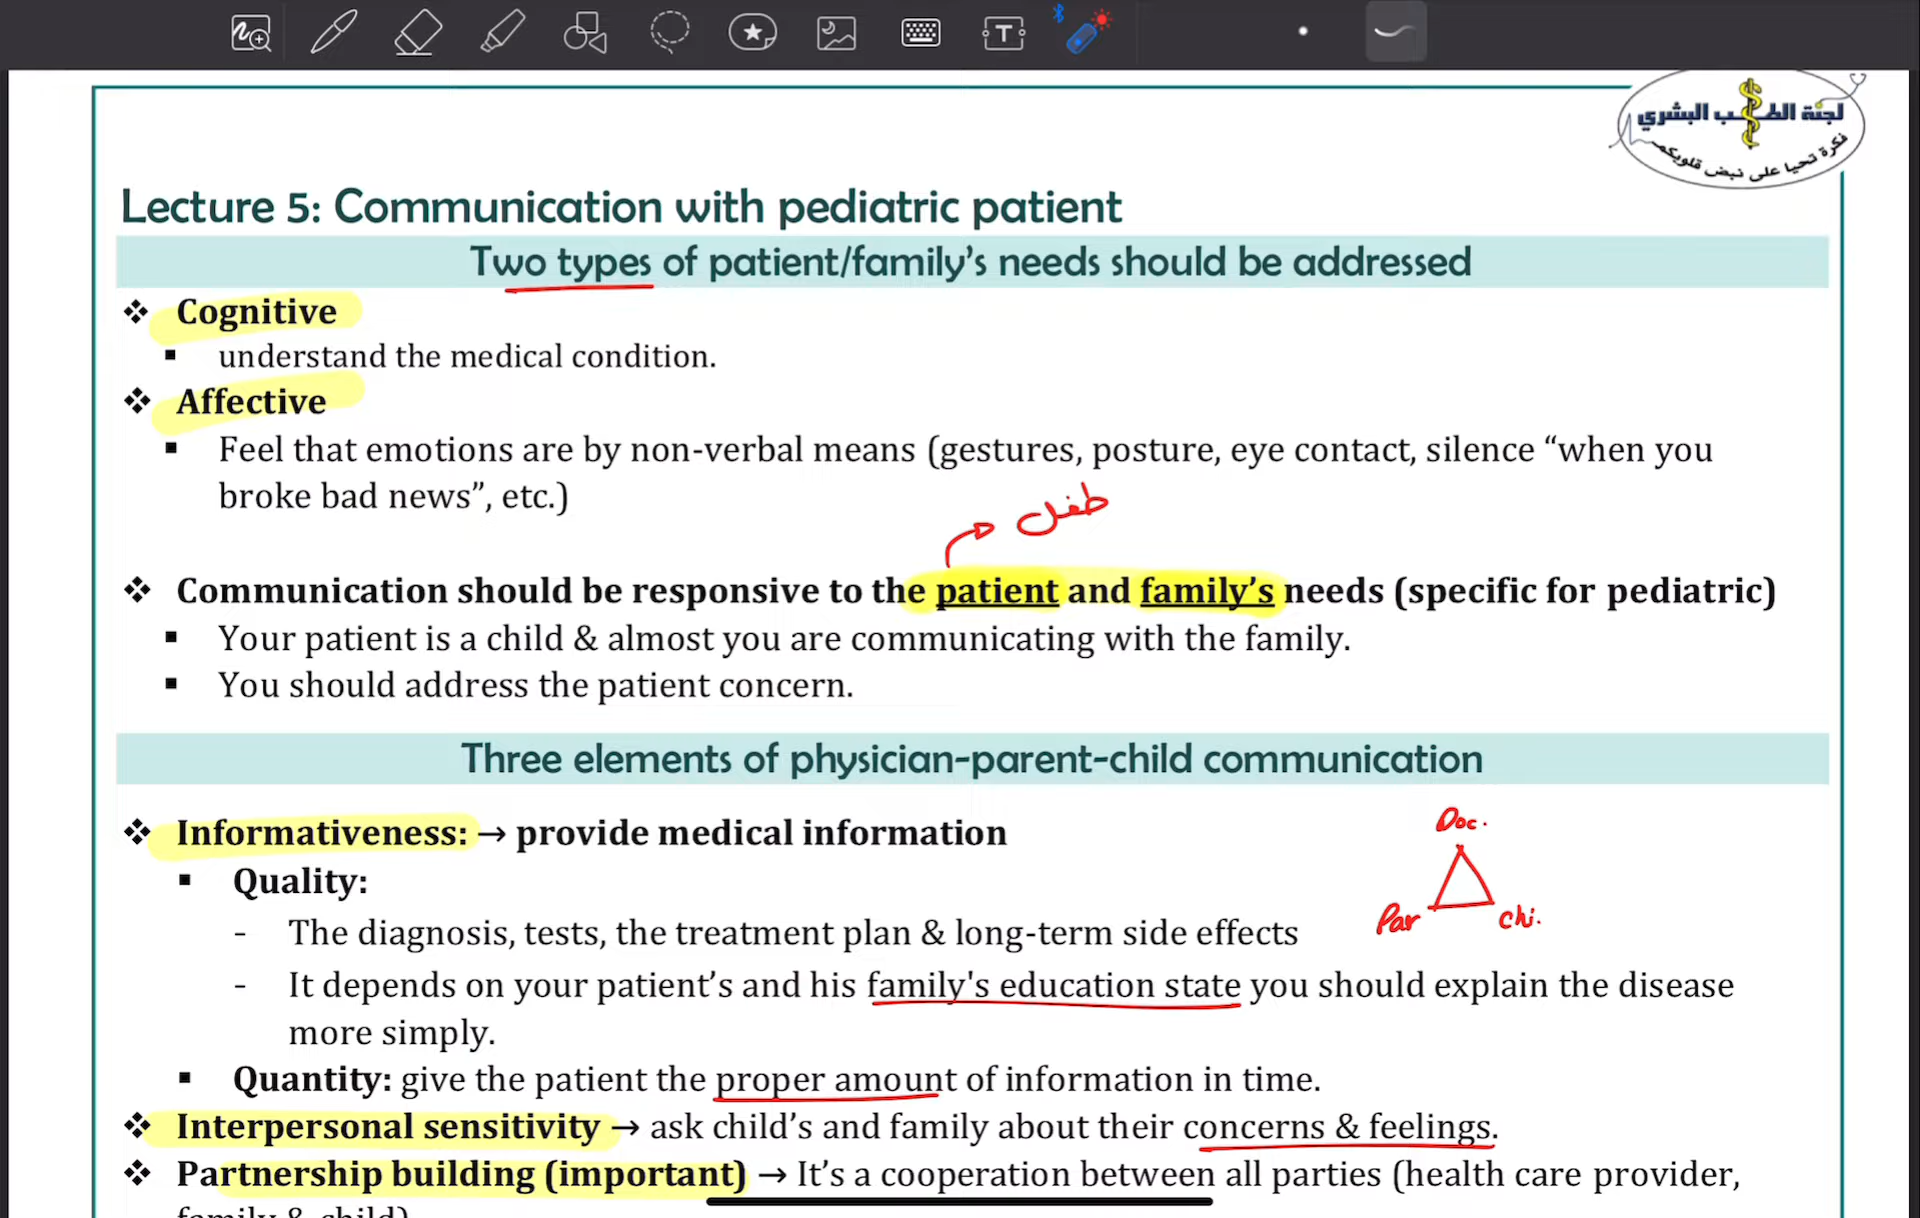 لجنة الطب البشري
فكرة تحيا على نبض قلوبكم
Lecture 5: Communication with pediatric patient
Two types of patient/family's needs should be addressed
❖ Cognitive
▪ understand the medical condition.
❖ Affective
▪ Feel that emotions are by non-verbal means (gestures, posture, eye contact, silence “when you
broke bad news”, etc.)
طفل
❖ Communication should be responsive to the patient and family’s needs (specific for pediatric)
▪ Your patient is a child & almost you are communicating with the family.
▪ You should address the patient concern.
Three elements of physician-parent-child communication
Doc.
❖ Informativeness: → provide medical information
▪ Quality:
Par chi.
- The diagnosis, tests, the treatment plan & long-term side effects
- It depends on your patient’s and his family's education state you should explain the disease
more simply.
▪ Quantity: give the patient the proper amount of information in time.
❖ Interpersonal sensitivity → ask child’s and family about their concerns & feelings.
❖ Partnership building (important) → It’s a cooperation between all parties (health care provider,
family & child)